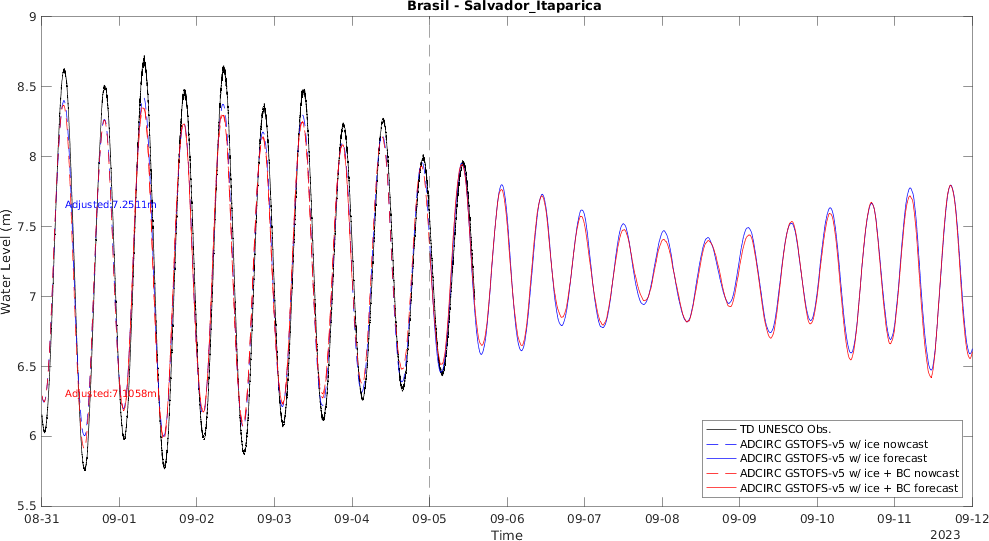 Brasil - Salvador_Itaparica
Water Level (m)
9
8.5
8
7.5
7
6.5
6
5.5
Adjusted:7.2511m
Adjusted:7.1058m
TD UNESCO Obs.
ADCIRC GSTOFS-v5 w/ ice nowcast
ADCIRC GSTOFS-v5 w/ ice forecast
ADCIRC GSTOFS-v5 w/ ice + BC nowcast
ADCIRC GSTOFS-v5 w/ ice + BC forecast
08-31 09-01 09-02 09-03 09-04 09-05 09-06 09-07 09-08 09-09 09-10 09-11 09-12
Time
2023